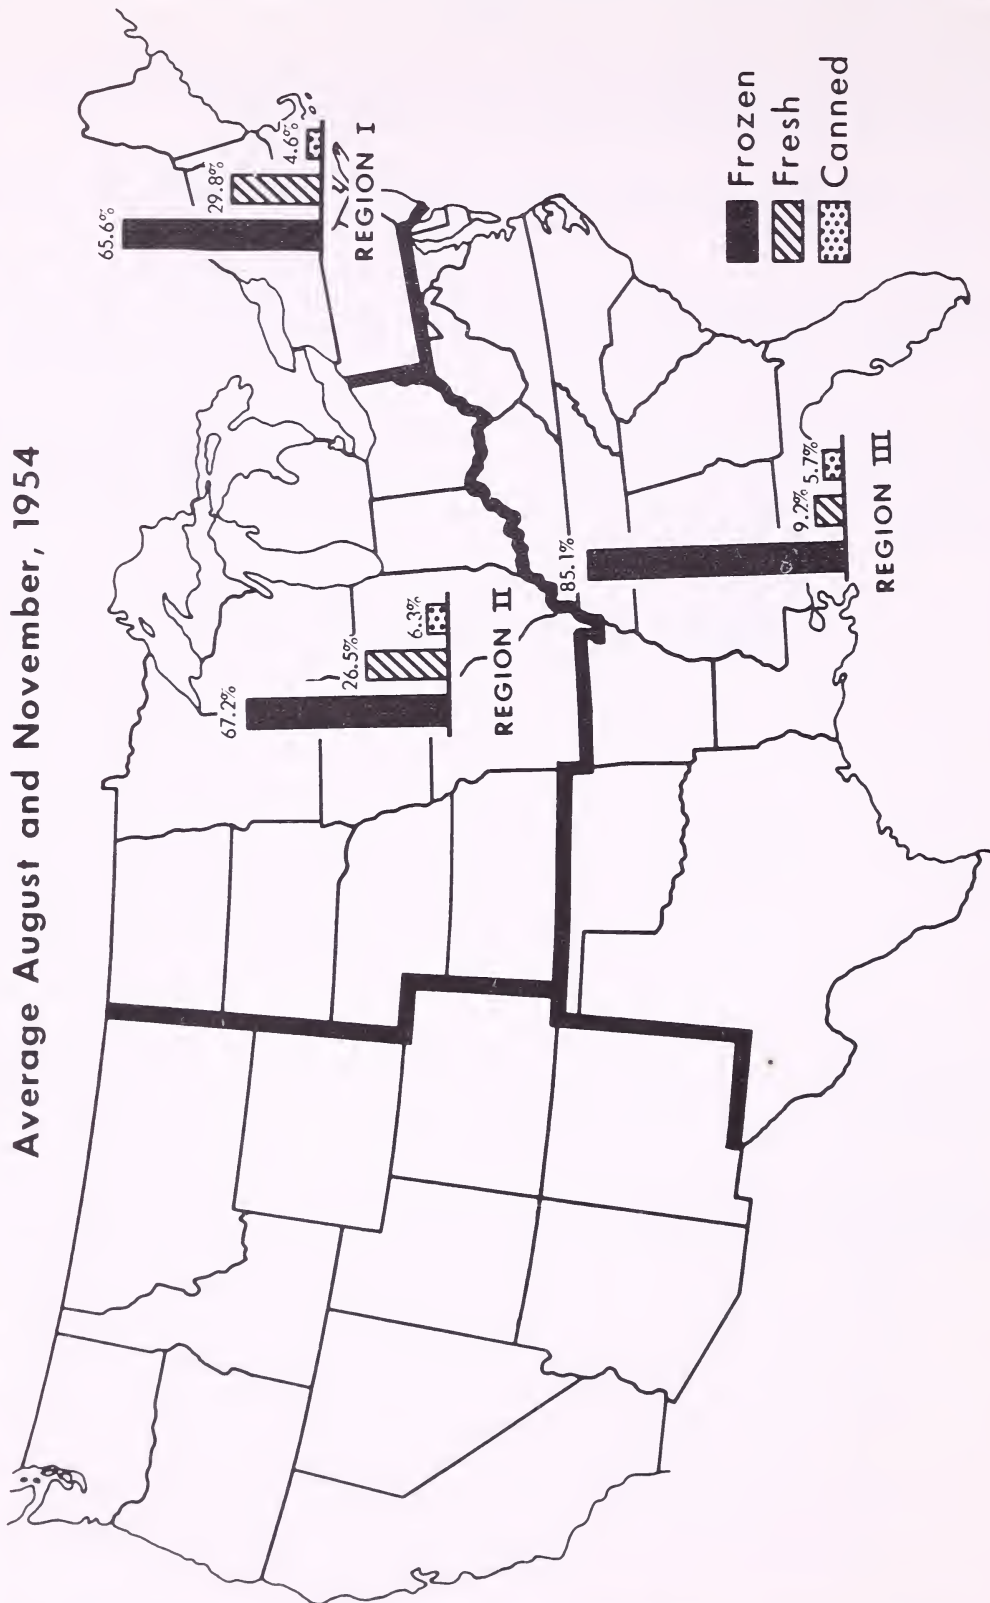 Average August and November, 1954
65.6%
29.8%
4.6%
REGION I
67.2%
26.5%
6.3%
REGION II
85.1%
9.2%
5.7%
REGION III
Frozen
Fresh
Canned